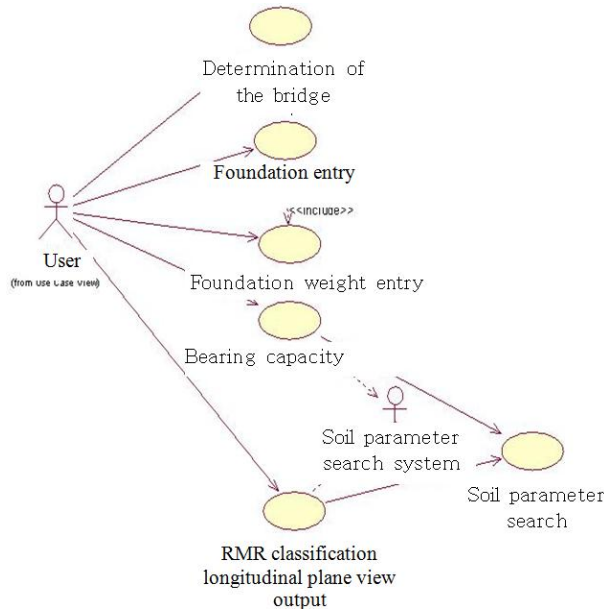 Determination of
the bridge
Foundation entry
<<include>>
User
(from Use Case View)
Foundation weight entry
Bearing capacity
Soil parameter
search system
Soil parameter
search
RMR classification
longitudinal plane view
output